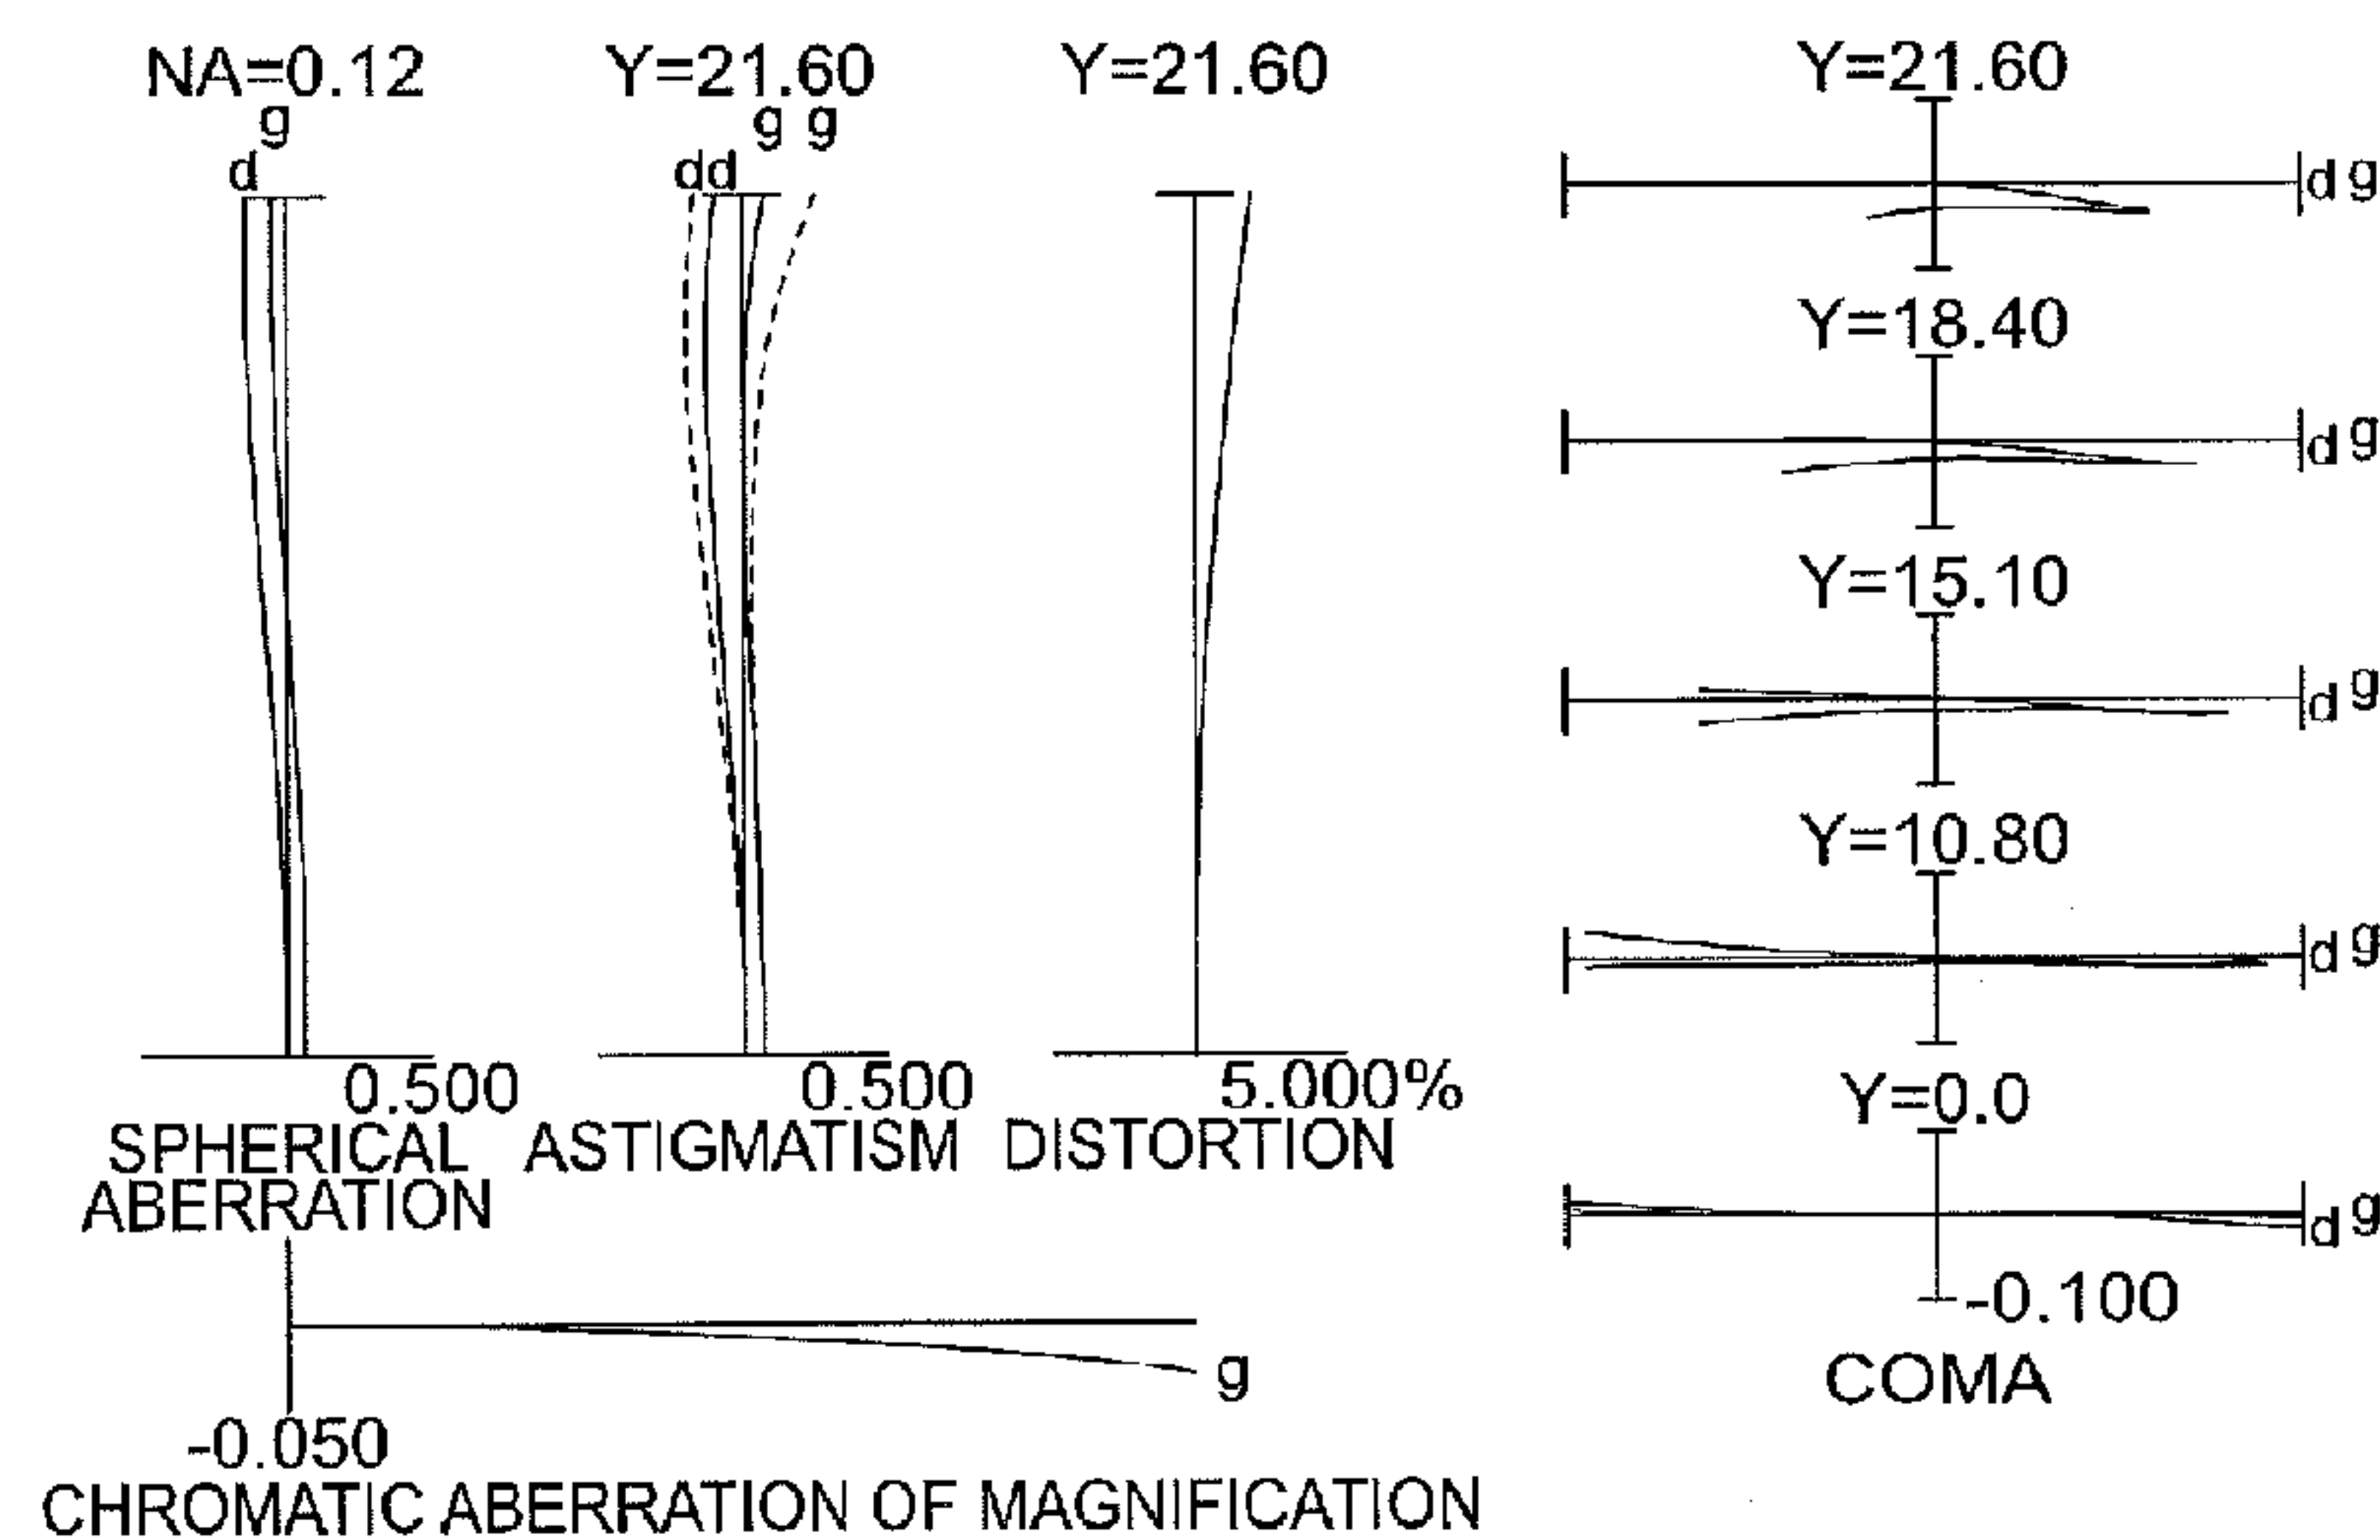 NA=0.12
g
d
0.500
SPHERICAL
ABERRATION
Y=21.60
g g
dd
0.500
ASTIGMATISM
Y=21.60
5.000%
DISTORTION
g
-0.050
CHROMATIC ABERRATION OF MAGNIFICATION
Y=21.60
d g
Y=18.40
d g
Y=15.10
d g
Y=10.80
d g
Y=0.0
d g
-0.100
COMA